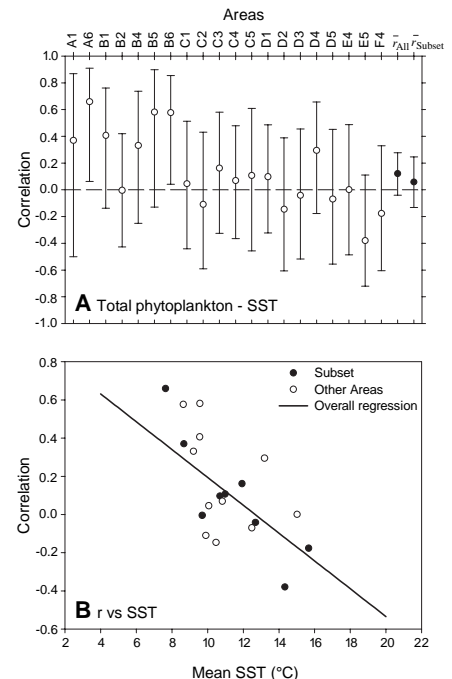 Areas
A1 A6 B1 B2 B4 B5 B6 C1 C2 C3 C4 C5 D1 D2 D3 D4 D5 E4 E5 F4 r̄All r̄Subset
1.0
0.8
0.6
0.4
0.2
0.0
-0.2
-0.4
-0.6
-0.8
-1.0
Correlation
A Total phytoplankton - SST
0.8
0.6
0.4
0.2
0.0
-0.2
-0.4
-0.6
Correlation
Subset
Other Areas
Overall regression
B r vs SST
2 4 6 8 10 12 14 16 18 20 22
Mean SST (°C)